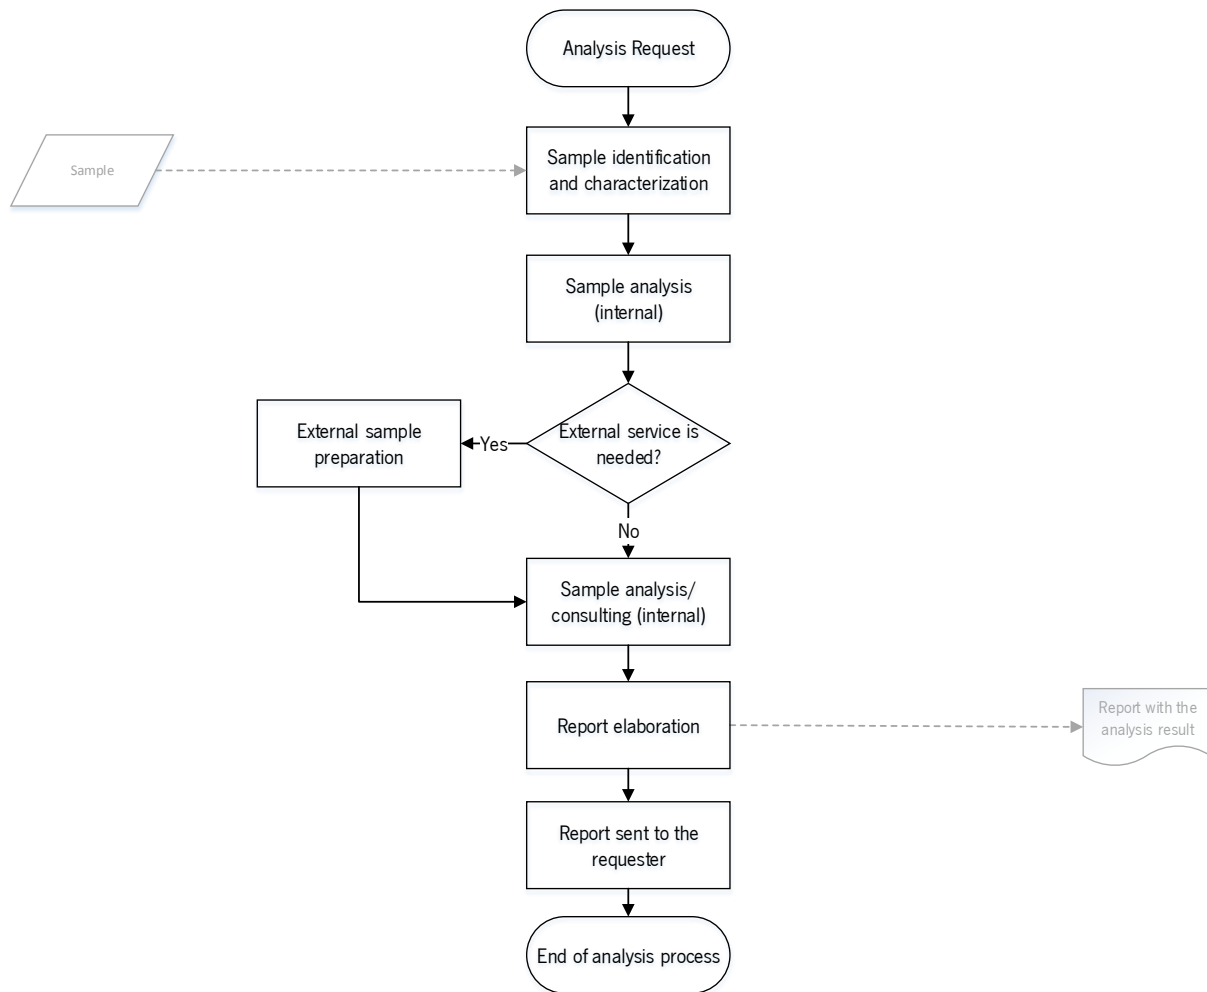 Analysis Request
Sample
Sample identification
and characterization
Sample analysis
(internal)
External service is
needed?
Yes
External sample
preparation
No
Sample analysis/
consulting (internal)
Report elaboration
Report with the
analysis result
Report sent to the
requester
End of analysis process